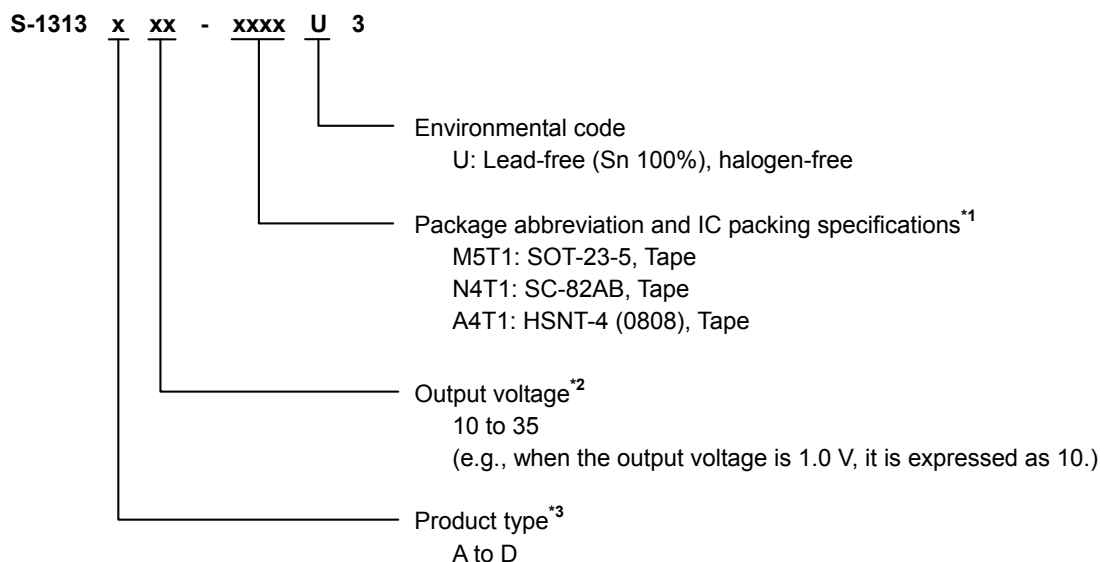 S-1313 x xx - xxxx U 3
Environmental code
U: Lead-free (Sn 100%), halogen-free
Package abbreviation and IC packing specifications*1
M5T1: SOT-23-5, Tape
N4T1: SC-82AB, Tape
A4T1: HSNT-4 (0808), Tape
Output voltage*2
10 to 35
(e.g., when the output voltage is 1.0 V, it is expressed as 10.)
Product type*3
A to D